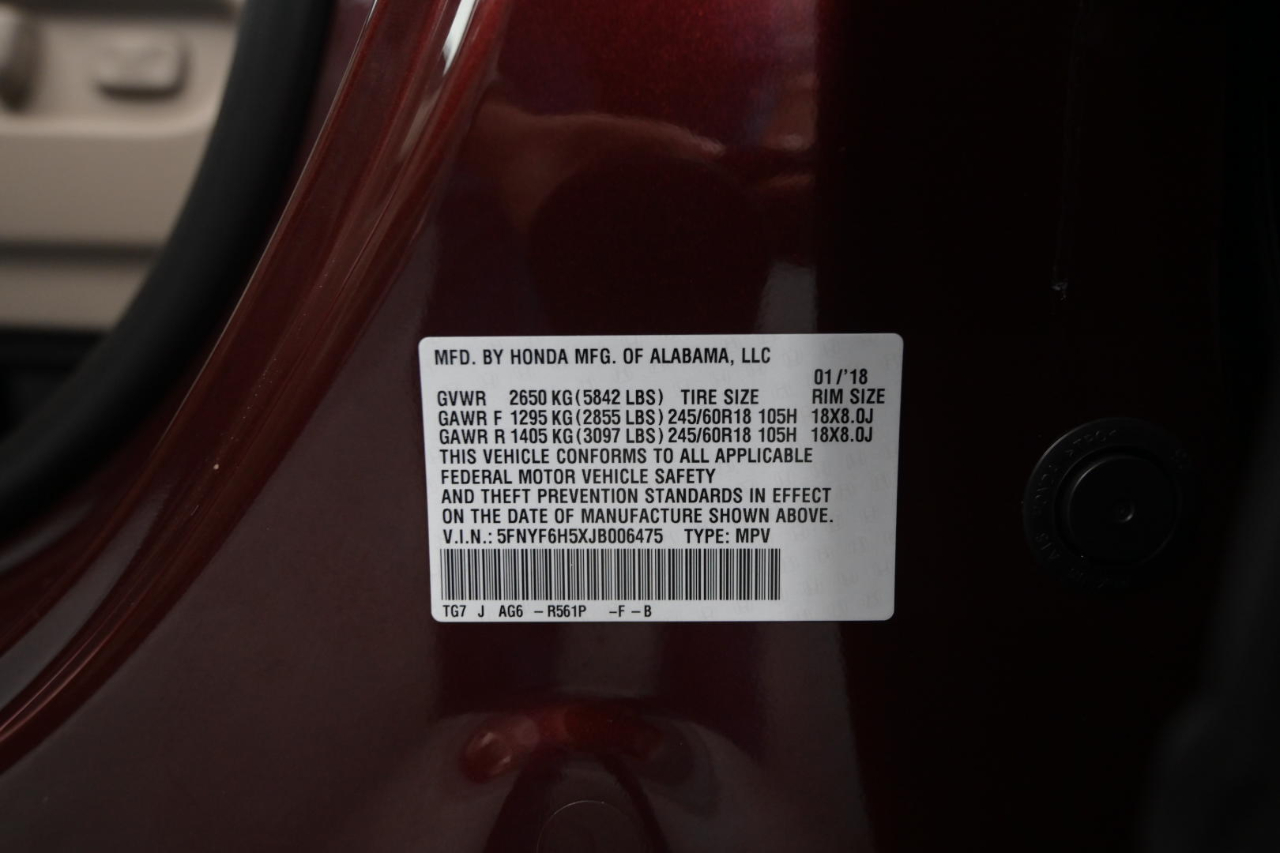 MFD. BY HONDA MFG. OF ALABAMA, LLC
01/'18
GVWR 2650 KG (5842 LBS) TIRE SIZE RIM SIZE
GAWR F 1295 KG (2855 LBS) 245/60R18 105H 18X8.0J
GAWR R 1405 KG (3097 LBS) 245/60R18 105H 18X8.0J
THIS VEHICLE CONFORMS TO ALL APPLICABLE
FEDERAL MOTOR VEHICLE SAFETY
AND THEFT PREVENTION STANDARDS IN EFFECT
ON THE DATE OF MANUFACTURE SHOWN ABOVE.
V.I.N.: 5FNYF6H5XJB006475 TYPE: MPV
TG7 J AG6 -R561P -F-B